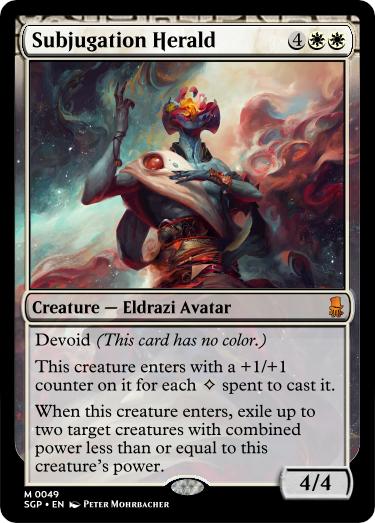 Subjugation Herald 4
Creature — Eldrazi Avatar
Devoid (This card has no color.)
This creature enters with a +1/+1
counter on it for each ◇ spent to cast it.
When this creature enters, exile up to
two target creatures with combined
power less than or equal to this
creature's power.
4/4
M 0049
SGP • EN Peter Mohrbacher